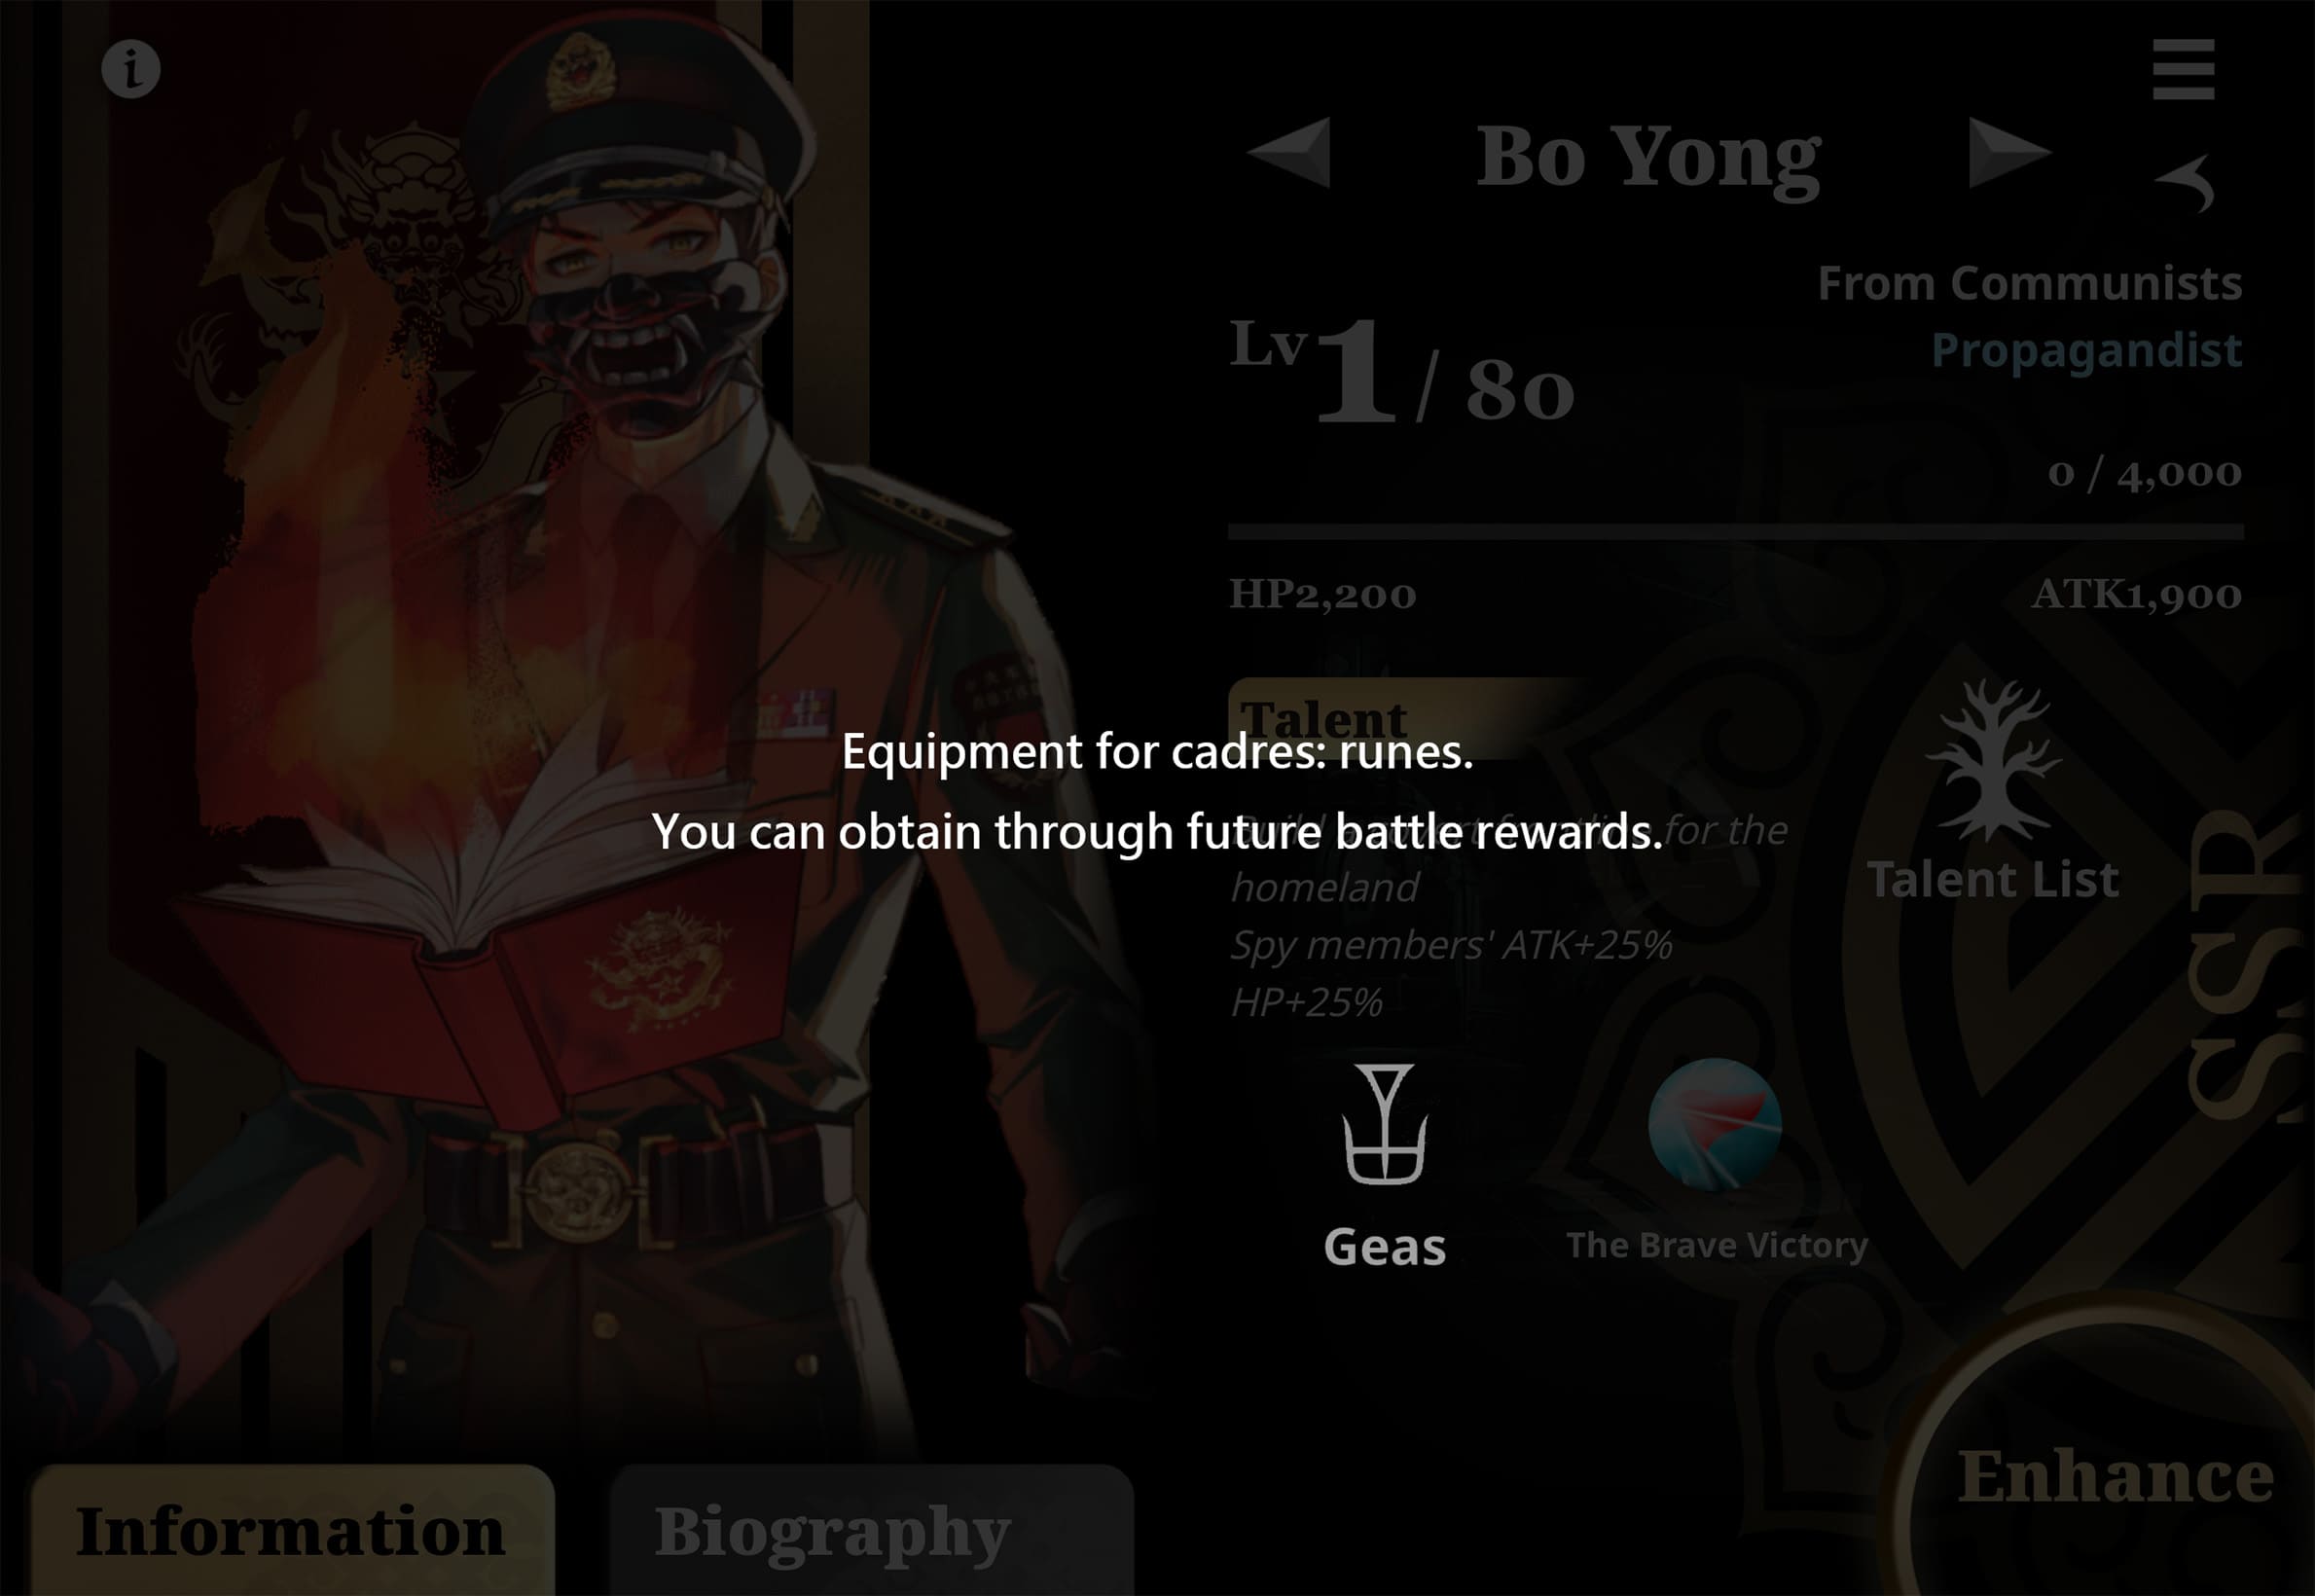 Bo Yong
From Communists
Propagandist
Lv 1 / 80
0 / 4,000
HP2,200
ATK1,900
Talent
Equipment for cadres: runes.
You can obtain through future battle rewards.
for the
homeland
Spy members' ATK+25%
HP+25%
Talent List
SSR
Geas
The Brave Victory
Enhance
Information
Biography